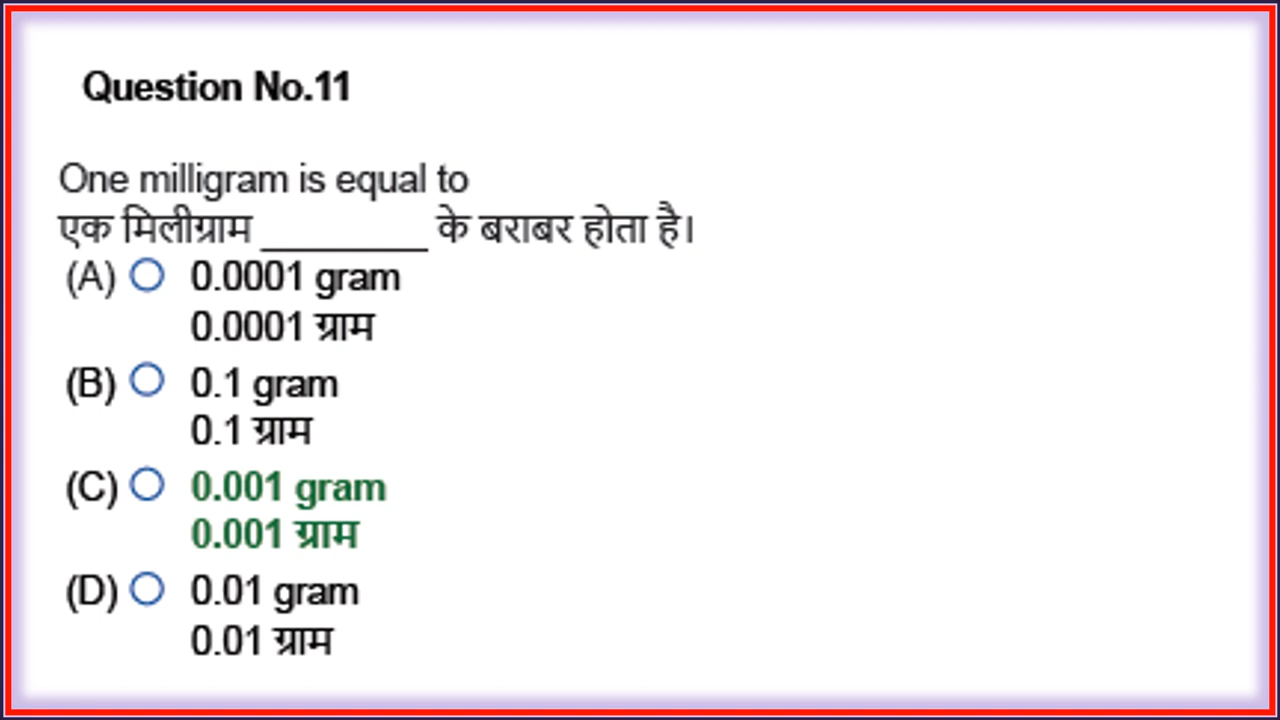 Question No.11
One milligram is equal to
एक मिलीग्राम ________ के बराबर होता है।
(A) 0.0001 gram
0.0001 ग्राम
(B) 0.1 gram
0.1 ग्राम
(C) 0.001 gram
0.001 ग्राम
(D) 0.01 gram
0.01 ग्राम